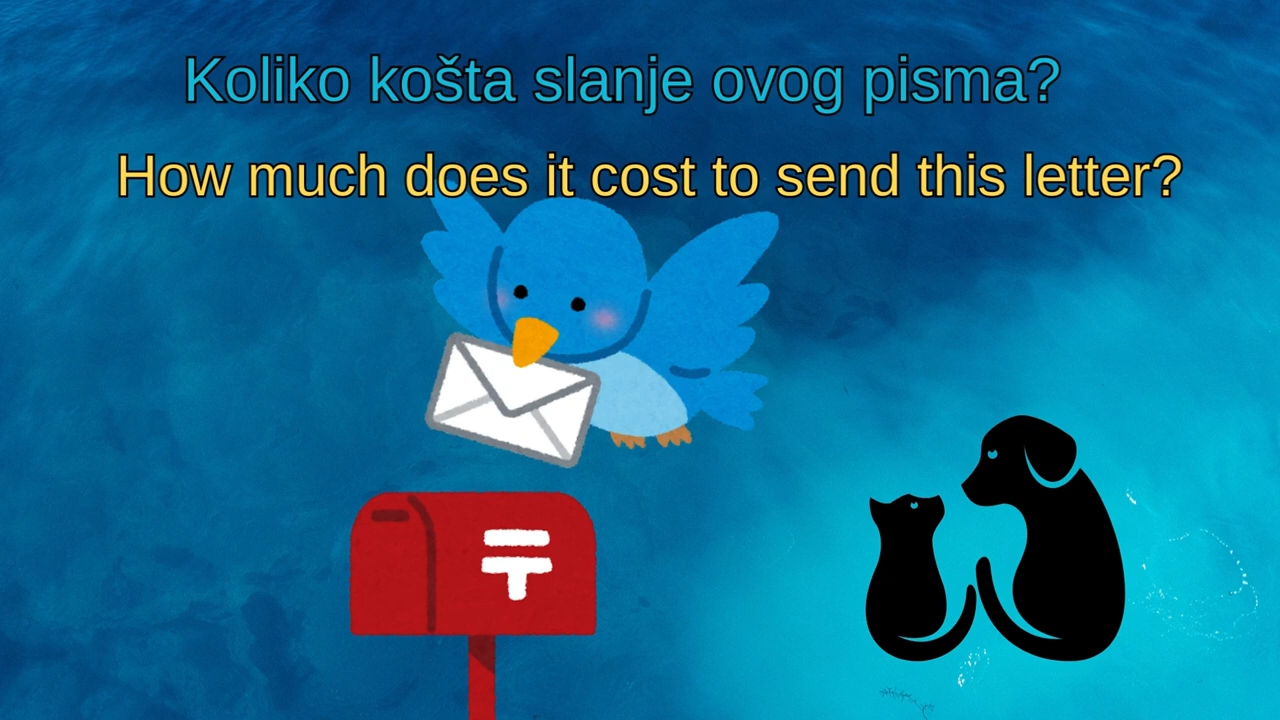 Koliko košta slanje ovog pisma?
How much does it cost to send this letter?
〒